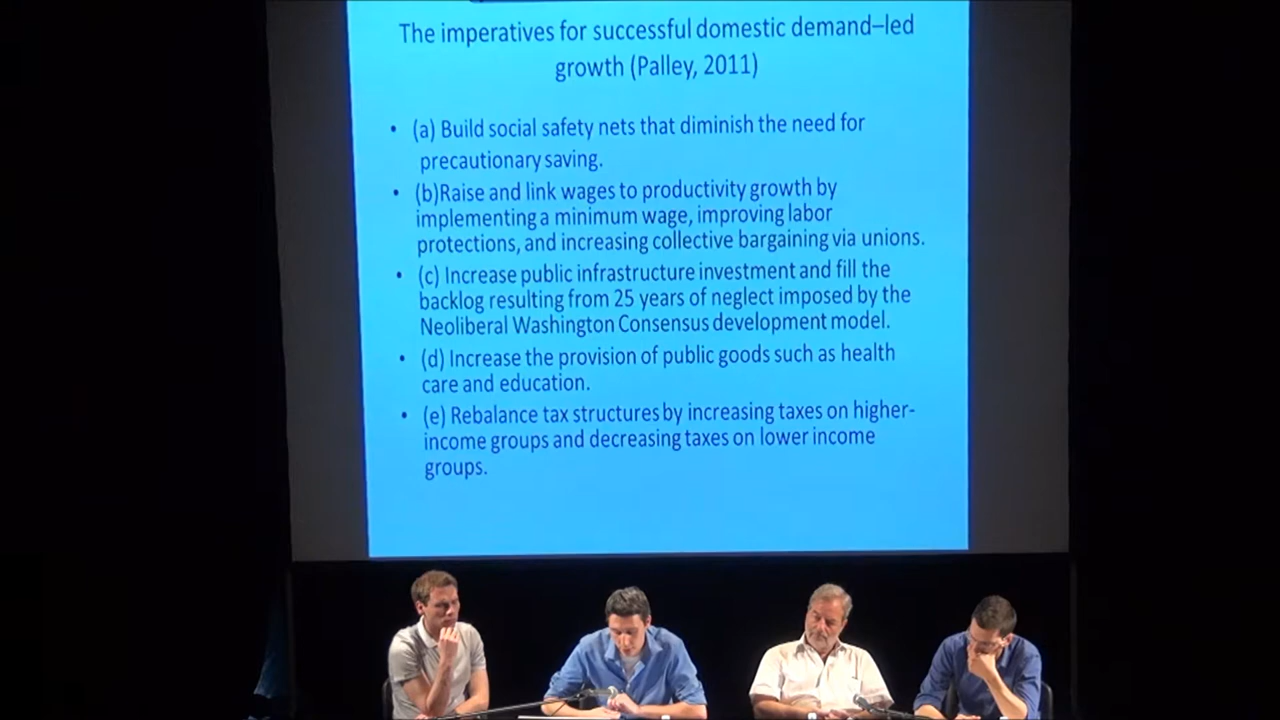 The imperatives for successful domestic demand–led
growth (Palley, 2011)
• (a) Build social safety nets that diminish the need for
precautionary saving.
• (b)Raise and link wages to productivity growth by
implementing a minimum wage, improving labor
protections, and increasing collective bargaining via unions.
• (c) Increase public infrastructure investment and fill the
backlog resulting from 25 years of neglect imposed by the
Neoliberal Washington Consensus development model.
• (d) Increase the provision of public goods such as health
care and education.
• (e) Rebalance tax structures by increasing taxes on higher-
income groups and decreasing taxes on lower income
groups.